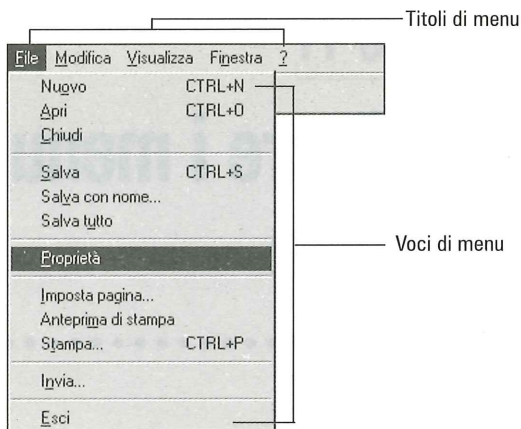 Titoli di menu
File Modifica Visualizza Finestra ?
Nuovo CTRL+N
Apri CTRL+O
Chiudi
Salva CTRL+S
Salva con nome...
Salva tutto
Proprietà
Voci di menu
Imposta pagina...
Anteprima di stampa
Stampa... CTRL+P
Invia...
Esci